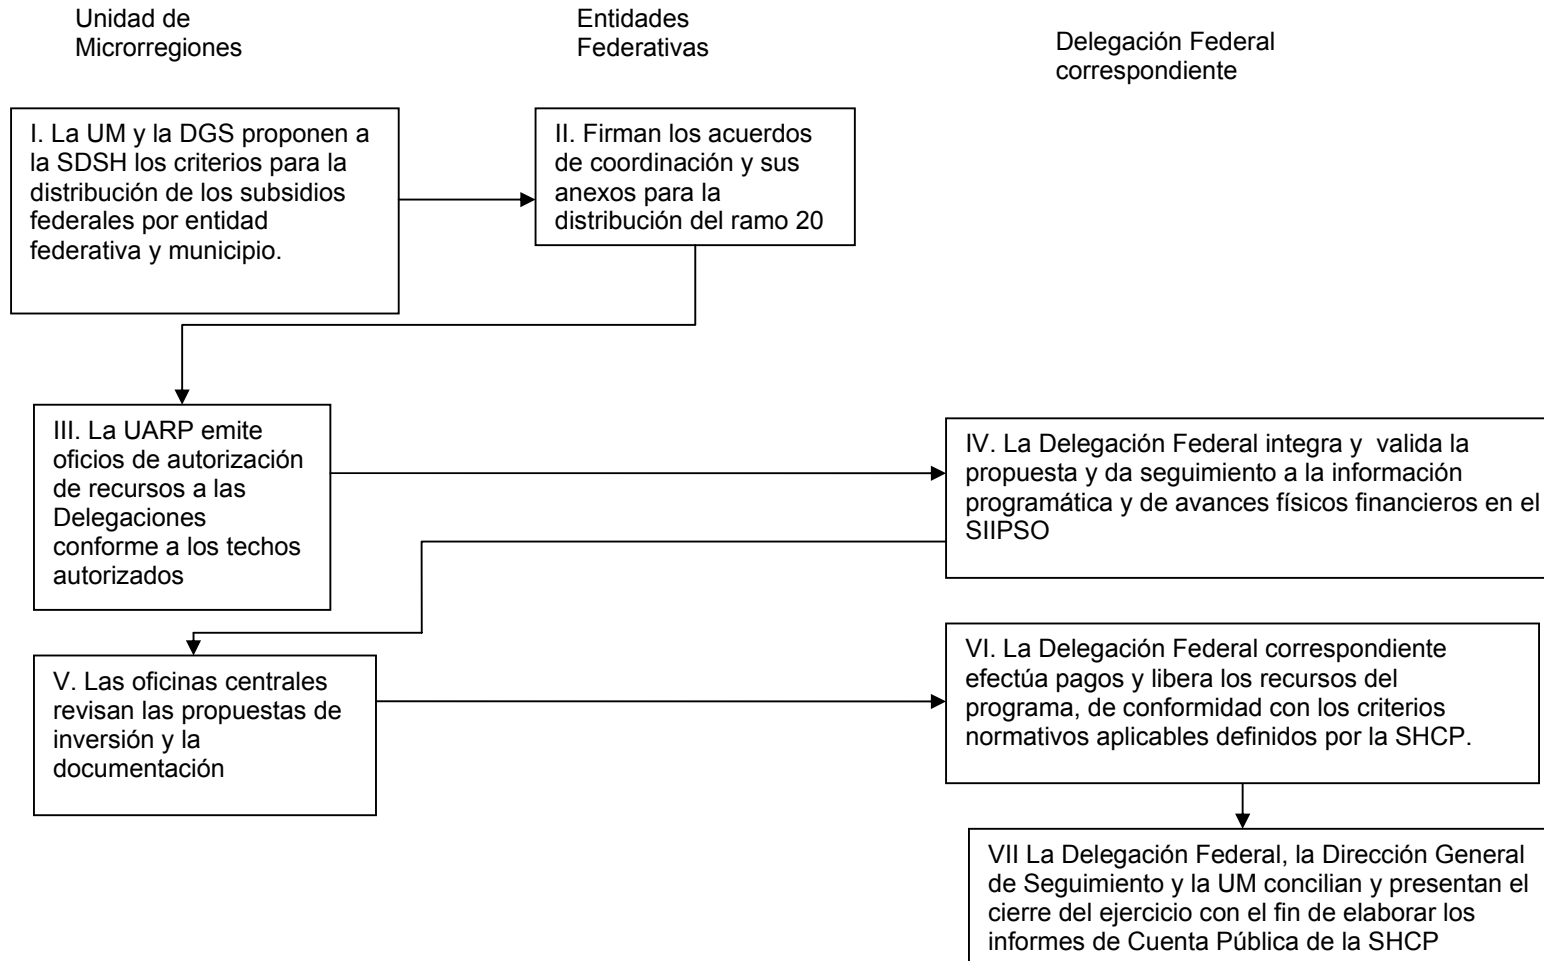 Unidad de
Microrregiones
Entidades
Federativas
Delegación Federal
correspondiente
I. La UM y la DGS proponen a
la SDSH los criterios para la
distribución de los subsidios
federales por entidad
federativa y municipio.
II. Firman los acuerdos
de coordinación y sus
anexos para la
distribución del ramo 20
III. La UARP emite
oficios de autorización
de recursos a las
Delegaciones
conforme a los techos
autorizados
IV. La Delegación Federal integra y valida la
propuesta y da seguimiento a la información
programática y de avances físicos financieros en el
SIIPSO
V. Las oficinas centrales
revisan las propuestas de
inversión y la
documentación
VI. La Delegación Federal correspondiente
efectúa pagos y libera los recursos del
programa, de conformidad con los criterios
normativos aplicables definidos por la SHCP.
VII La Delegación Federal, la Dirección General
de Seguimiento y la UM concilian y presentan el
cierre del ejercicio con el fin de elaborar los
informes de Cuenta Pública de la SHCP